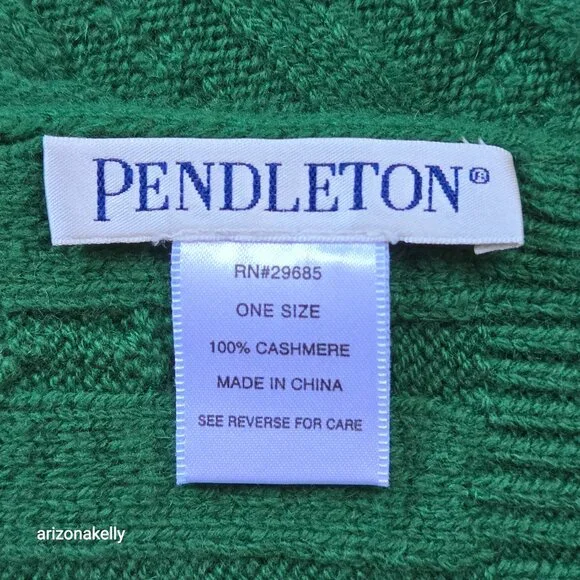 PENDLETON®
RN#29685
ONE SIZE
100% CASHMERE
MADE IN CHINA
SEE REVERSE FOR CARE
arizonakelly